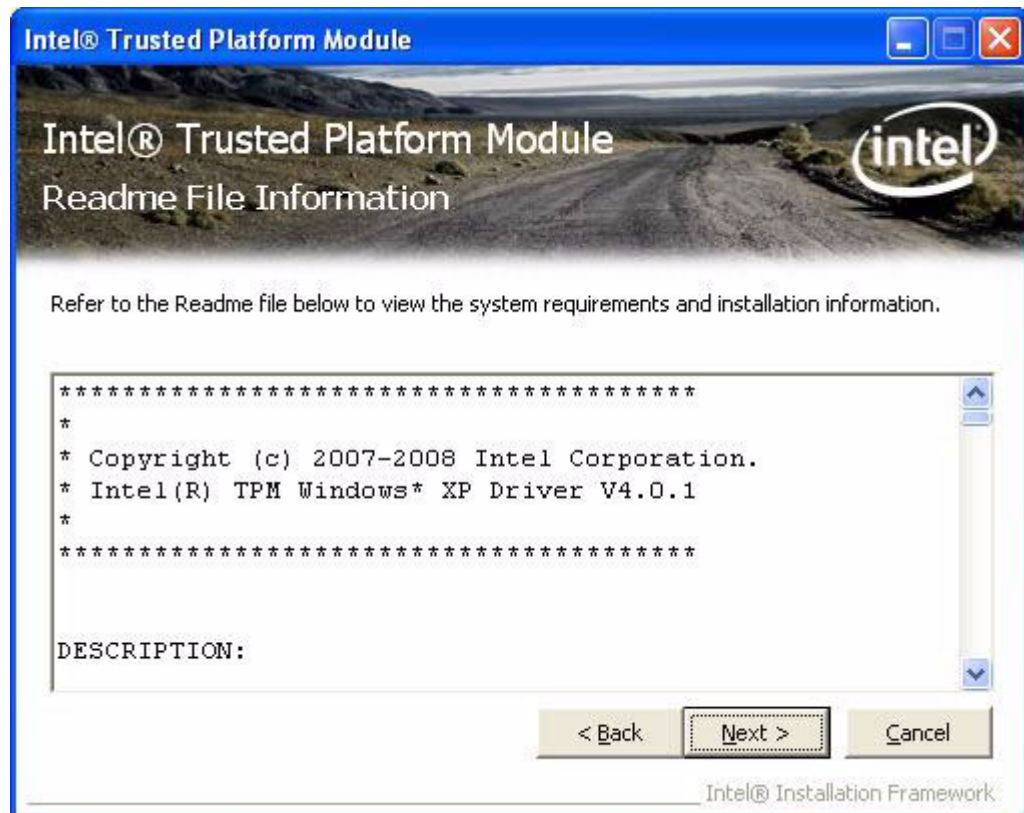 Intel® Trusted Platform Module
Intel® Trusted Platform Module
intel
Readme File Information
Refer to the Readme file below to view the system requirements and installation information.
****************************************
*
* Copyright (c) 2007-2008 Intel Corporation.
* Intel(R) TPM Windows* XP Driver V4.0.1
*
****************************************
DESCRIPTION:
< Back Next > Cancel
Intel® Installation Framework